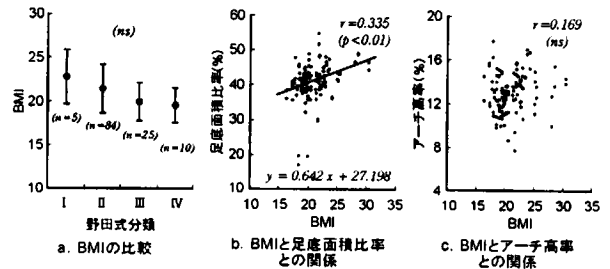 30
25
20
15
10
BMI
(ns)
(n=5)
(n=84)
(n=25)
(n=10)
I
II
III
IV
野田式分類
a. BMIの比較
60
50
40
30
20
10
足底面積比率(%)
r=0.335
(p<0.01)
y = 0.642 x + 27.198
10 15 20 25 30 35
BMI
b. BMIと足底面積比率
との関係
20
16
12
8
4
アーチ高率(%)
r=0.169
(ns)
10 15 20 25 30 35
BMI
c. BMIとアーチ高率
との関係